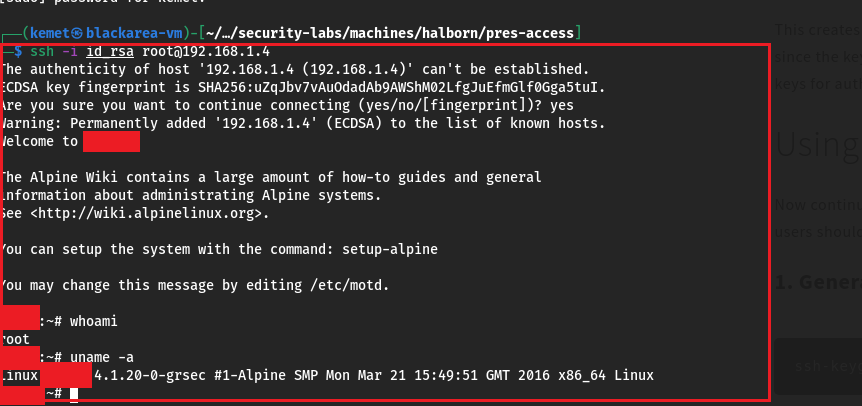 [sudo] password for kemet:
┌──(kemet㉿blackarea-vm)-[~/…/security-labs/machines/halborn/pres-access]
─$ ssh -i id_rsa root@192.168.1.4
The authenticity of host '192.168.1.4 (192.168.1.4)' can't be established.
ECDSA key fingerprint is SHA256:uZqJbv7vAuOdadAb9AWShM02LfgJuEfmGlf0Gga5tuI.
Are you sure you want to continue connecting (yes/no/[fingerprint])? yes
Warning: Permanently added '192.168.1.4' (ECDSA) to the list of known hosts.
Welcome to
The Alpine Wiki contains a large amount of how-to guides and general
information about administrating Alpine systems.
See <http://wiki.alpinelinux.org>.
You can setup the system with the command: setup-alpine
You may change this message by editing /etc/motd.
:~# whoami
root
:~# uname -a
Linux 4.1.20-0-grsec #1-Alpine SMP Mon Mar 21 15:49:51 GMT 2016 x86_64 Linux
:~#
This creates
since the ke
keys for aut
Using
Now continu
users shoul
1. Gener
ssh-key